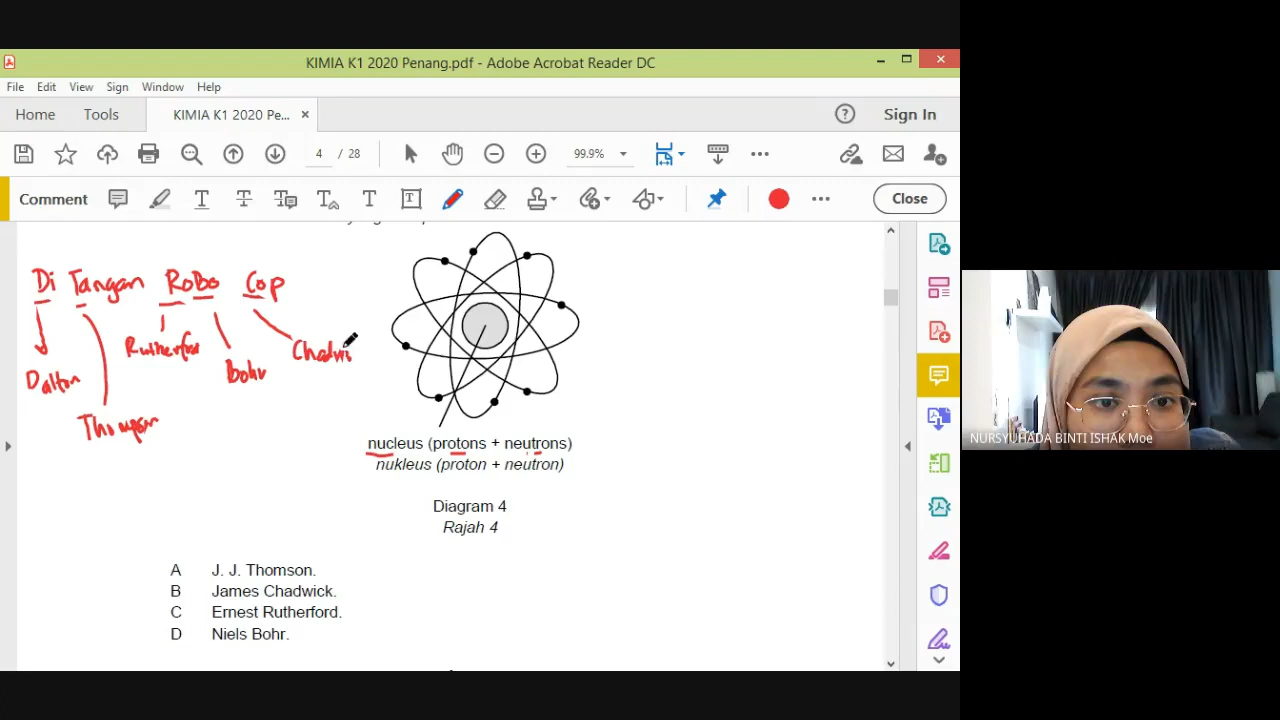 KIMIA K1 2020 Penang.pdf - Adobe Acrobat Reader DC
File Edit View Sign Window Help
Home Tools KIMIA K1 2020 Pe... × ? Sign In
4 / 28 99.9%
Comment Close
Di Tangan RoBo Cop
Rutherford Chadwi
Dalton Bohr
Thomson
nucleus (protons + neutrons)
nukleus (proton + neutron)
Diagram 4
Rajah 4
A J. J. Thomson.
B James Chadwick.
C Ernest Rutherford.
D Niels Bohr.
NURSYUHADA BINTI ISHAK Moe